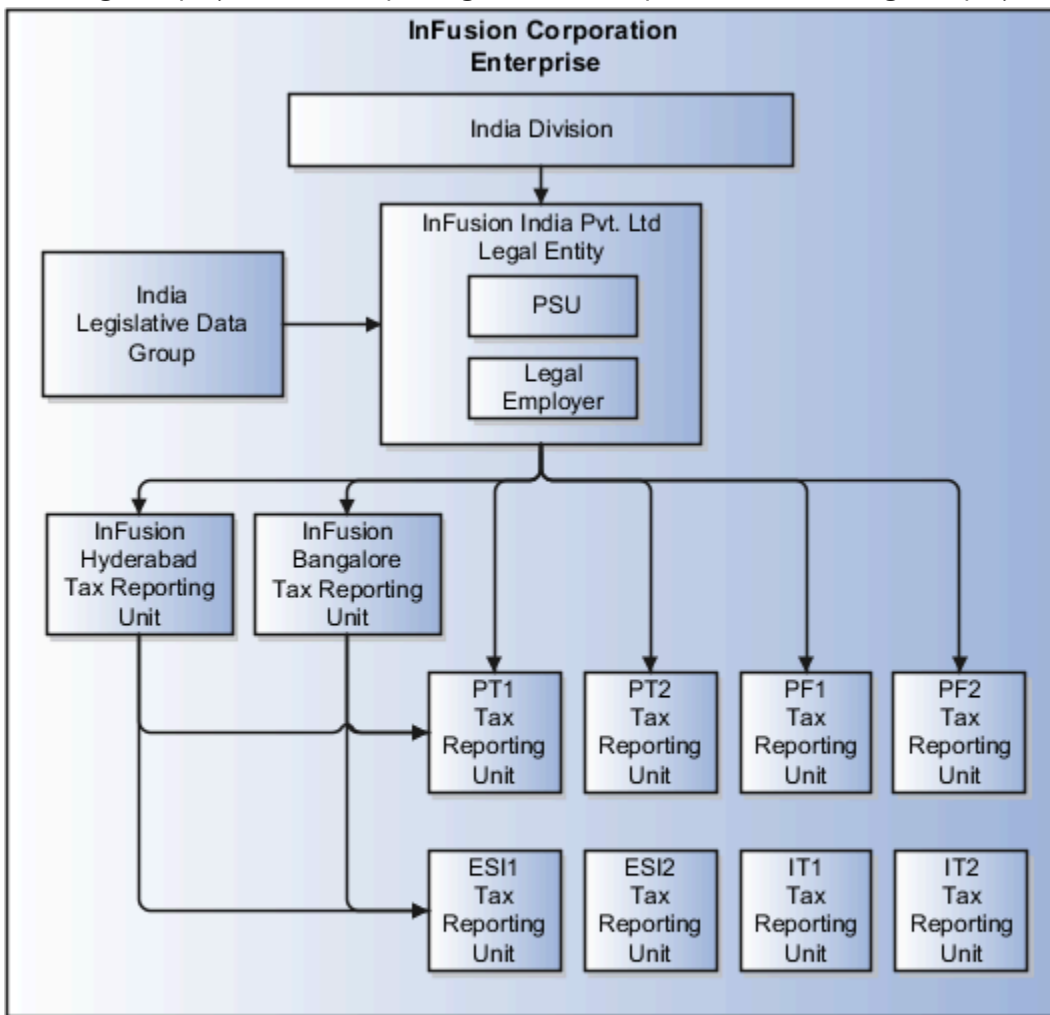 InFusion Corporation
Enterprise
India Division
InFusion India Pvt. Ltd
Legal Entity
PSU
Legal
Employer
India
Legislative Data
Group
InFusion
Hyderabad
Tax Reporting
Unit
InFusion
Bangalore
Tax Reporting
Unit
PT1
Tax
Reporting
Unit
PT2
Tax
Reporting
Unit
PF1
Tax
Reporting
Unit
PF2
Tax
Reporting
Unit
ESI1
Tax
Reporting
Unit
ESI2
Tax
Reporting
Unit
IT1
Tax
Reporting
Unit
IT2
Tax
Reporting
Unit